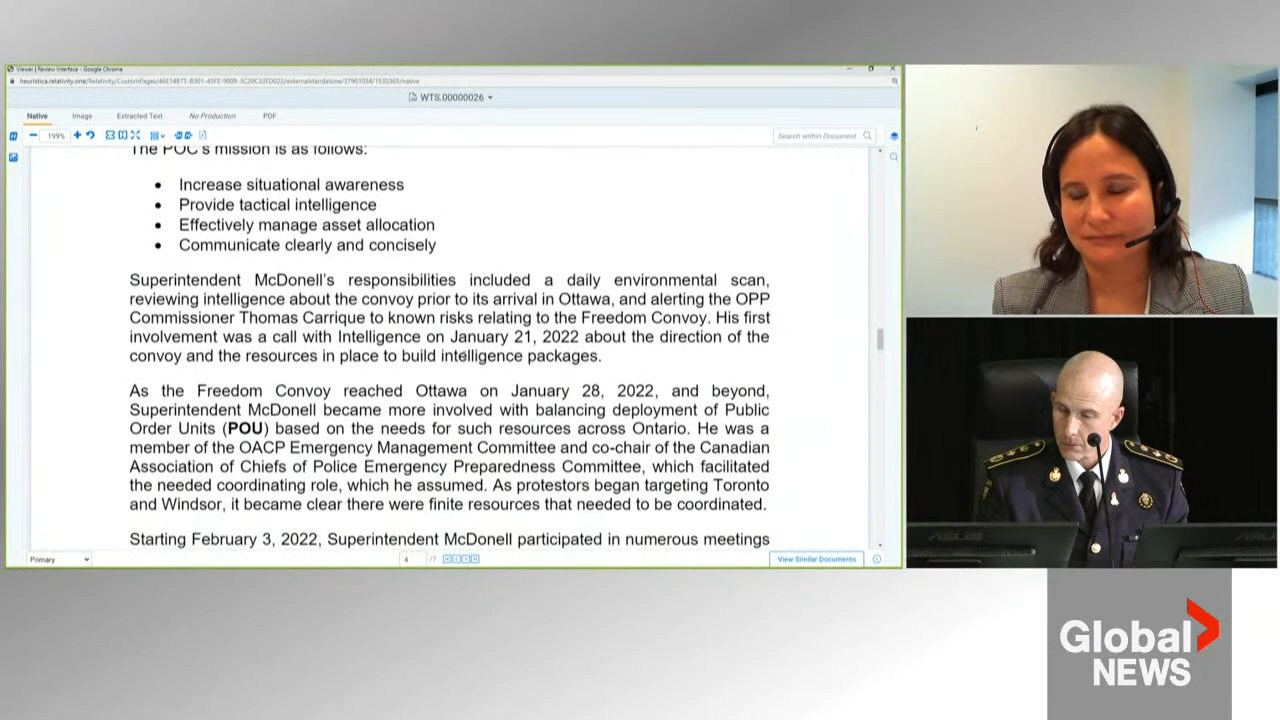 Viewer | Review Interface - Google Chrome
WTS.00000026
Native Image Extracted Text No Production PDF
199%
Search within Document
The POC's mission is as follows:
• Increase situational awareness
• Provide tactical intelligence
• Effectively manage asset allocation
• Communicate clearly and concisely
Superintendent McDonell's responsibilities included a daily environmental scan,
reviewing intelligence about the convoy prior to its arrival in Ottawa, and alerting the OPP
Commissioner Thomas Carrique to known risks relating to the Freedom Convoy. His first
involvement was a call with Intelligence on January 21, 2022 about the direction of the
convoy and the resources in place to build intelligence packages.
As the Freedom Convoy reached Ottawa on January 28, 2022, and beyond,
Superintendent McDonell became more involved with balancing deployment of Public
Order Units (POU) based on the needs for such resources across Ontario. He was a
member of the OACP Emergency Management Committee and co-chair of the Canadian
Association of Chiefs of Police Emergency Preparedness Committee, which facilitated
the needed coordinating role, which he assumed. As protestors began targeting Toronto
and Windsor, it became clear there were finite resources that needed to be coordinated.
Starting February 3, 2022, Superintendent McDonell participated in numerous meetings
Primary 4 /7 View Similar Documents
Global
NEWS